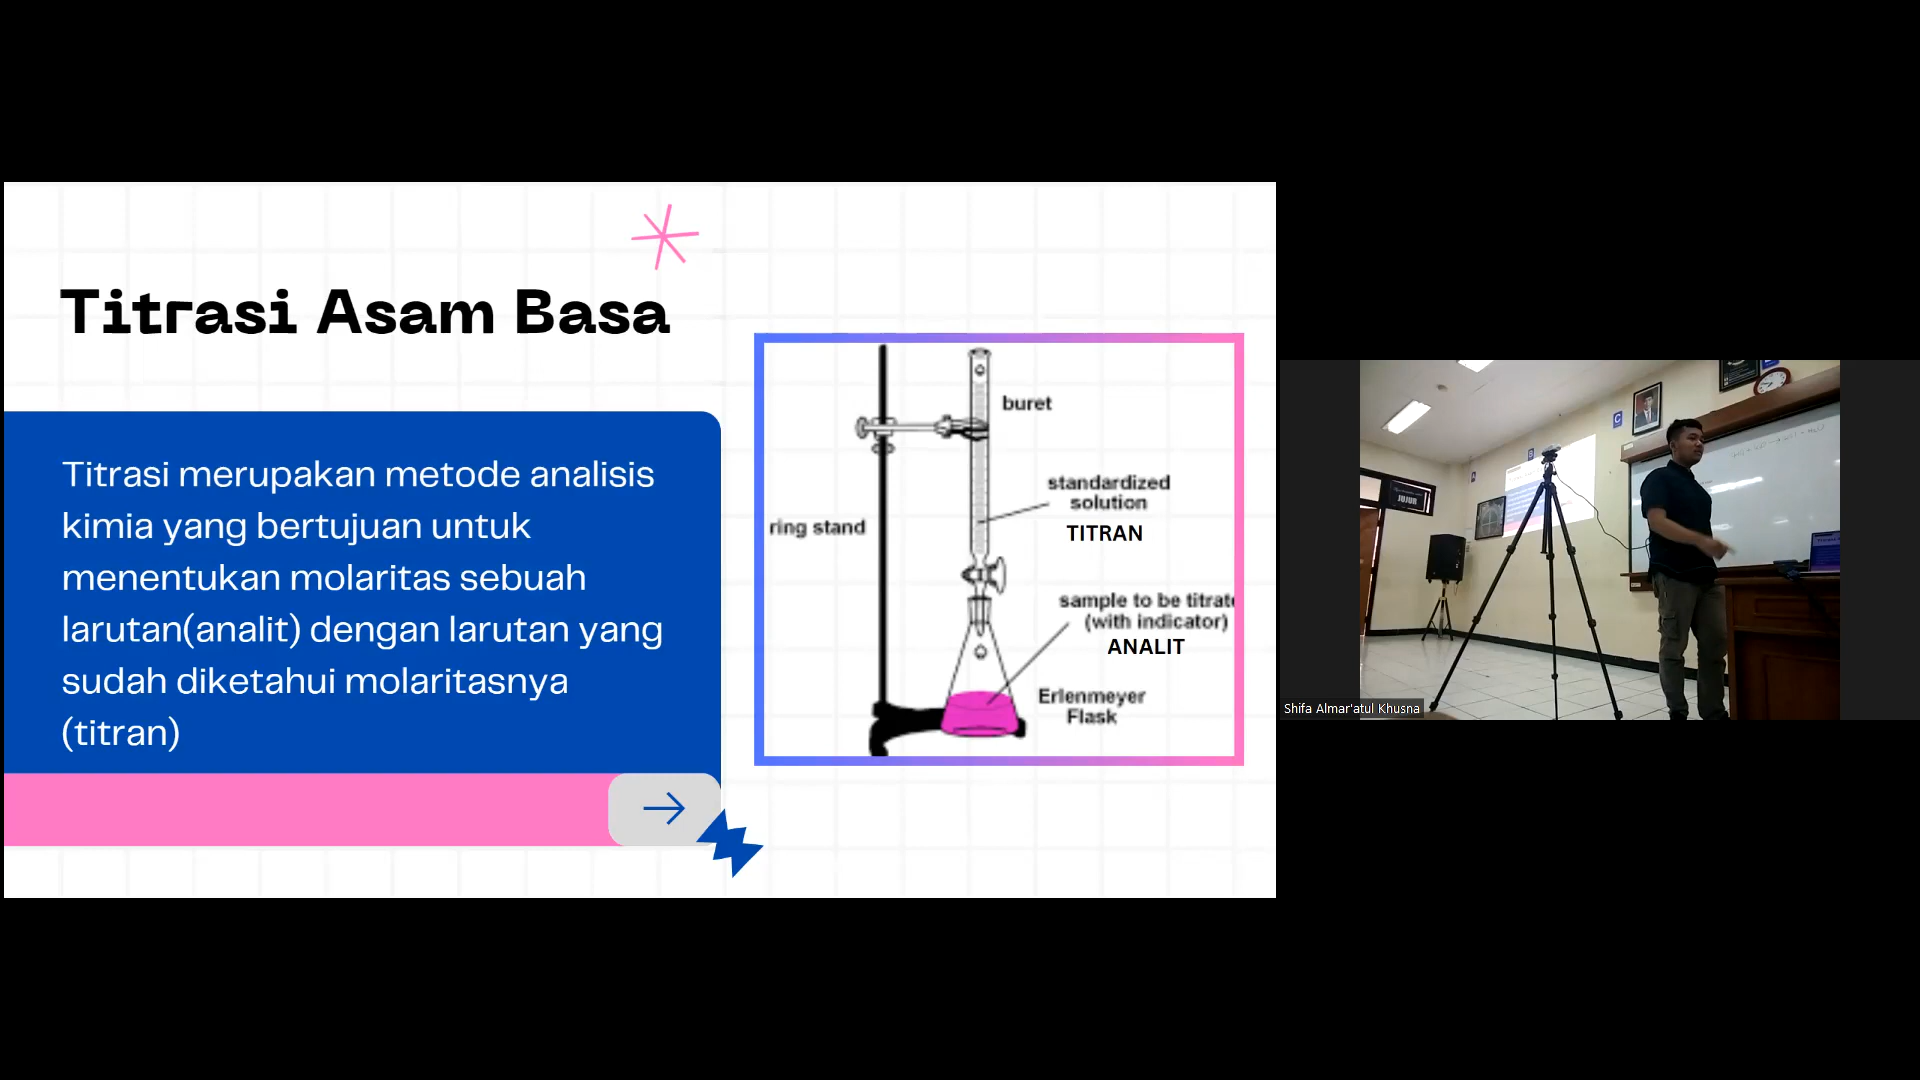 Titrasi Asam Basa
Titrasi merupakan metode analisis
kimia yang bertujuan untuk
menentukan molaritas sebuah
larutan(analit) dengan larutan yang
sudah diketahui molaritasnya
(titran)
buret
standardized
solution
TITRAN
ring stand
sample to be titrate
(with indicator)
ANALIT
Erlenmeyer
Flask
JUJUR
C
B
A
Shifa Almar'atul Khusna